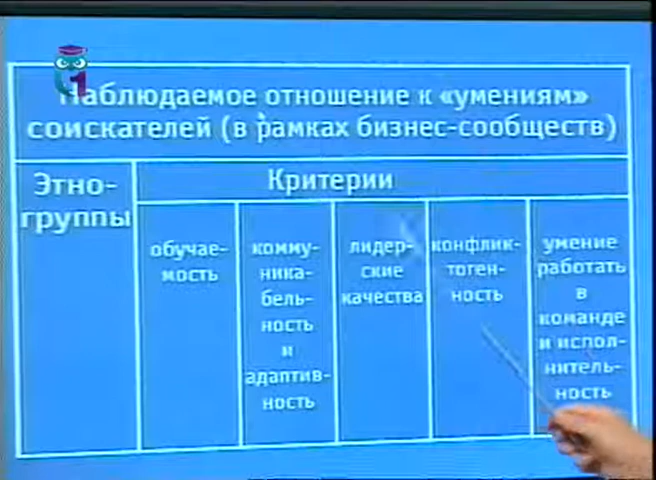 1
Наблюдаемое отношение к «умениям»
соискателей (в рамках бизнес-сообществ)
Этно-
группы
Критерии
обучае-
мость
комму-
ника-
бель-
ность
и
адаптив-
ность
лидер-
ские
качества
конфлик-
тоген-
ность
умение
работать
в
команде
и испол-
нитель-
ность